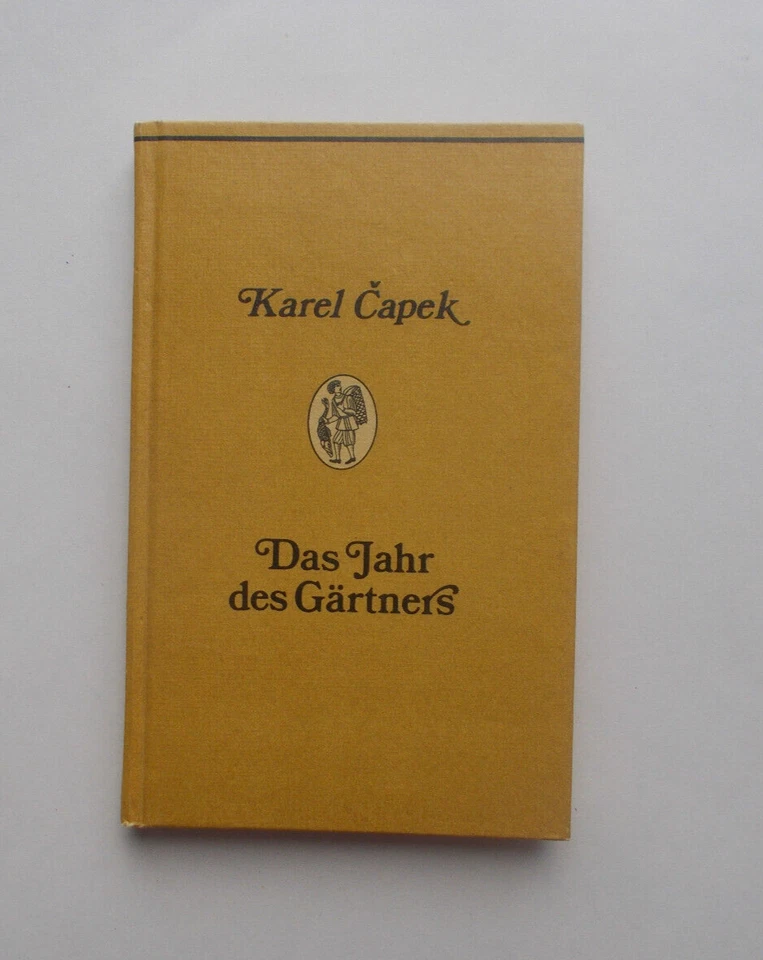 Karel Čapek
Das Jahr
des Gärtners